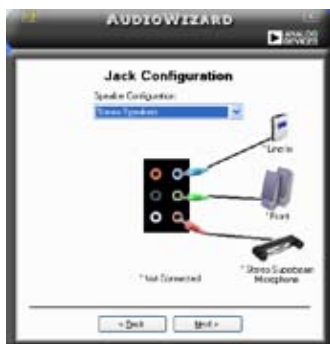 AUDIOWIZARD
ANALOG
DEVICES
Jack Configuration
Speaker Configuration:
Stereo Speakers
*Line In
*Front
*Stereo Superbeam
Microphone
*Not Connected
< Back
Next >